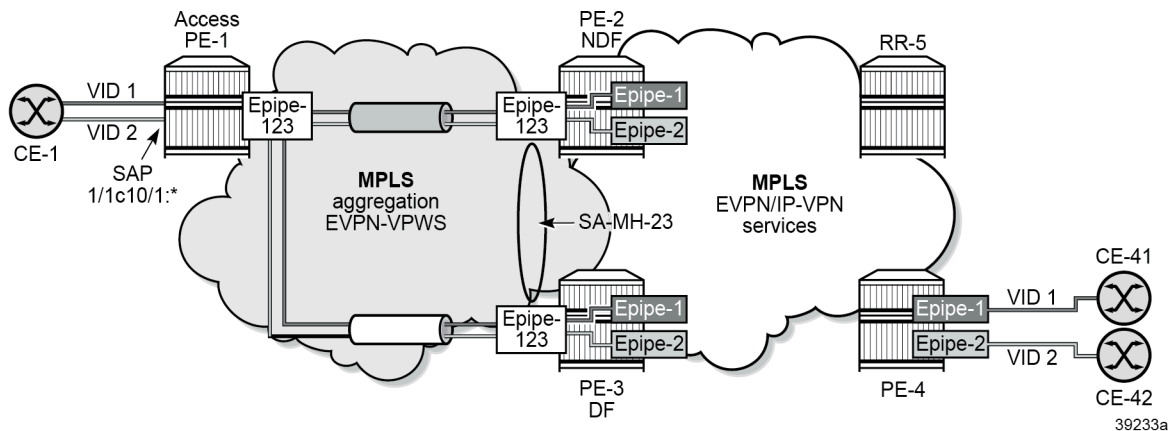 Access
PE-1
PE-2
NDF
RR-5
VID 1
VID 2
CE-1
SAP
1/1c10/1:*
Epipe-
123
Epipe-
123
Epipe-1
Epipe-2
MPLS
aggregation
EVPN-VPWS
SA-MH-23
MPLS
EVPN/IP-VPN
services
Epipe-
123
Epipe-1
Epipe-2
PE-3
DF
Epipe-1
Epipe-2
PE-4
VID 1
VID 2
CE-41
CE-42
39233a